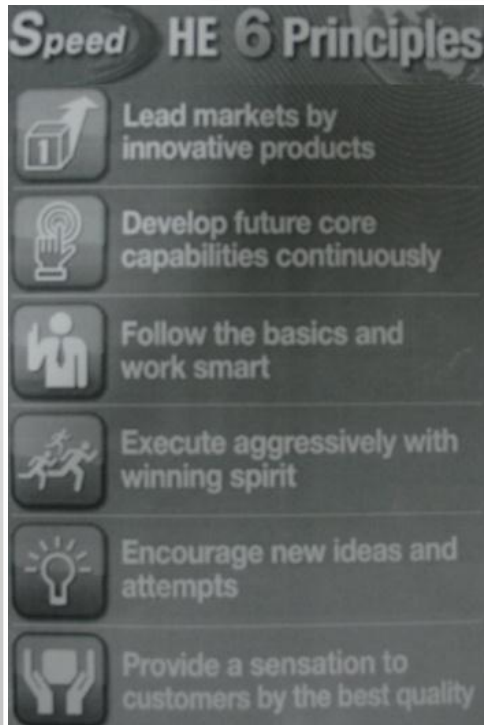 Speed HE 6 Principles
1
Lead markets by
innovative products
Develop future core
capabilities continuously
Follow the basics and
work smart
Execute aggressively with
winning spirit
Encourage new ideas and
attempts
Provide a sensation to
customers by the best quality